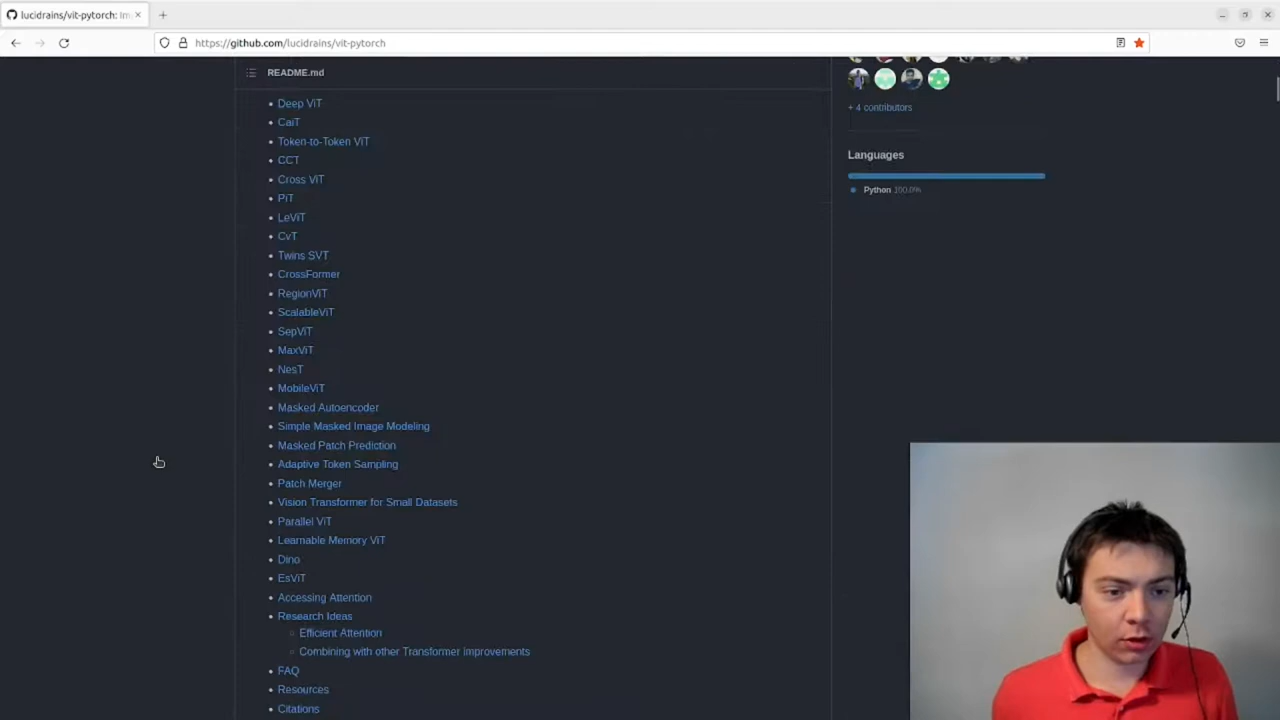 lucidrains/vit-pytorch: Im
https://github.com/lucidrains/vit-pytorch
README.md
Deep ViT
CaiT
Token-to-Token ViT
CCT
Cross ViT
PiT
LeViT
CvT
Twins SVT
CrossFormer
RegionViT
ScalableViT
SepViT
MaxViT
NesT
MobileViT
Masked Autoencoder
Simple Masked Image Modeling
Masked Patch Prediction
Adaptive Token Sampling
Patch Merger
Vision Transformer for Small Datasets
Parallel ViT
Learnable Memory ViT
Dino
EsViT
Accessing Attention
Research Ideas
Efficient Attention
Combining with other Transformer improvements
FAQ
Resources
Citations
+ 4 contributors
Languages
Python 100.0%